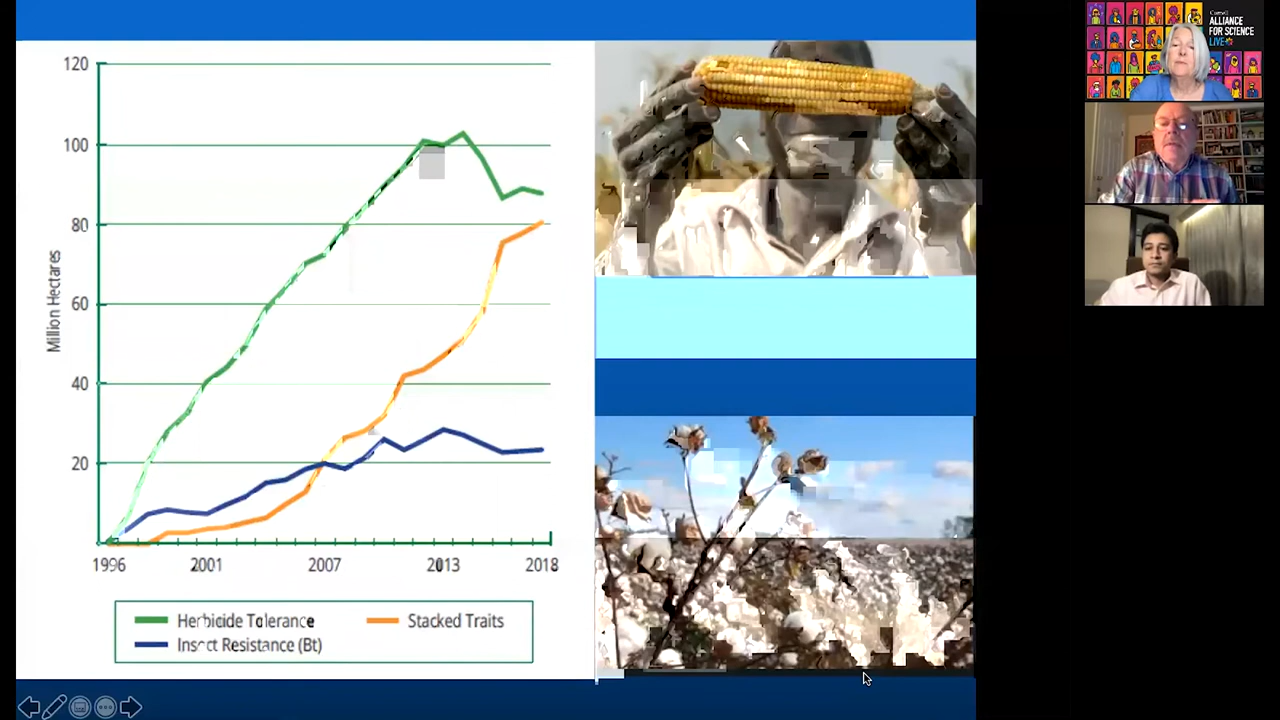 120
100
80
60
40
20
Million Hectares
1996 2001 2007 2013 2018
Herbicide Tolerance Stacked Traits
Insect Resistance (Bt)
Cornell
ALLIANCE
FOR SCIENCE
LIVE